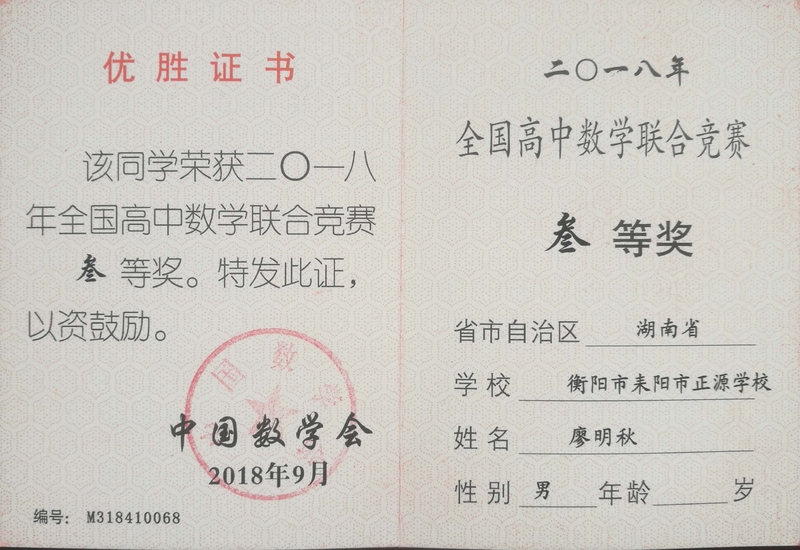 优胜证书
该同学荣获二〇一八
年全国高中数学联合竞赛
叁 等奖。特发此证，
以资鼓励。
中国数学会
2018年9月
编号： M318410068
二〇一八年
全国高中数学联合竞赛
叁 等奖
省市自治区 湖南省
学校 衡阳市耒阳市正源学校
姓名 廖明秋
性别 男 年龄 岁